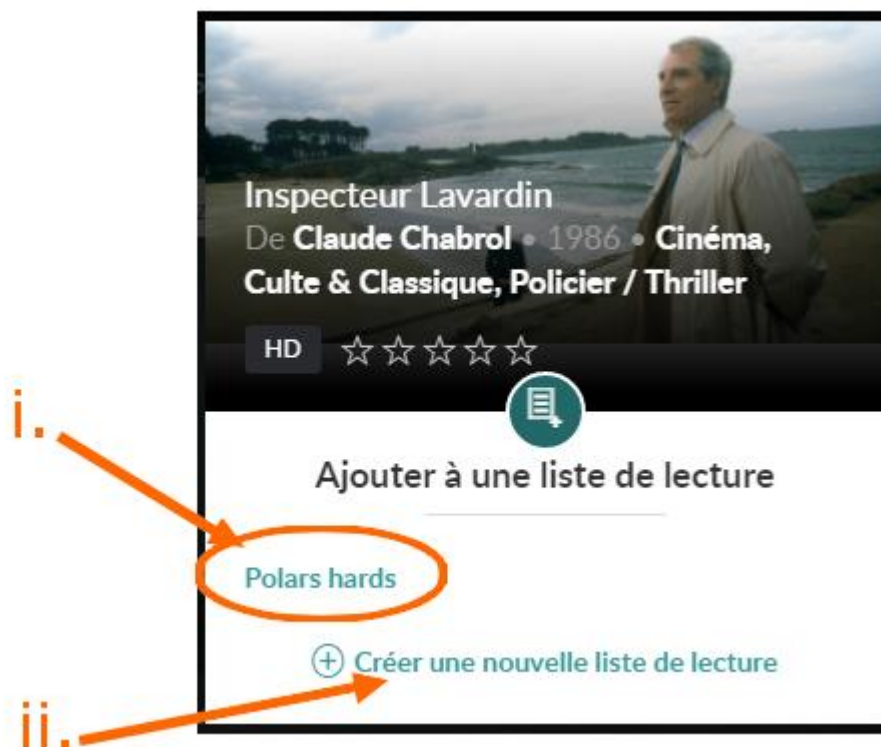 Inspecteur Lavardin
De Claude Chabrol • 1986 • Cinéma,
Culte & Classique, Policier / Thriller
HD
i.
Ajouter à une liste de lecture
Polars hards
Créer une nouvelle liste de lecture
ii.